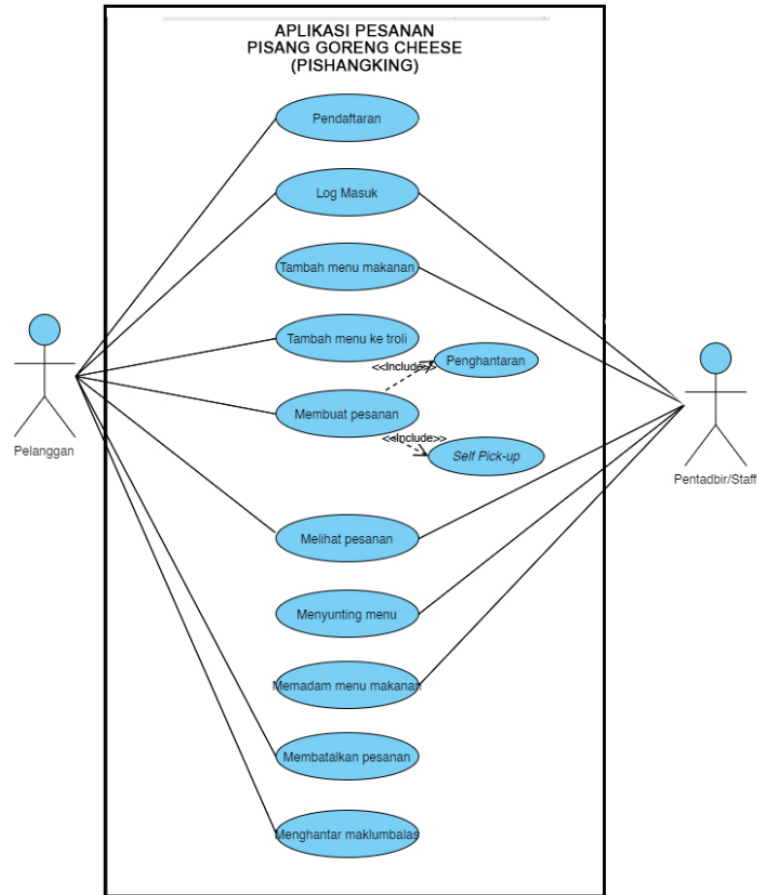 APLIKASI PESANAN
PISANG GORENG CHEESE
(PISHANGKING)
Pendaftaran
Log Masuk
Tambah menu makanan
Tambah menu ke troli
<<Include>>
Penghantaran
Membuat pesanan
<<Include>>
Self Pick-up
Pelanggan
Pentadbir/Staff
Melihat pesanan
Menyunting menu
Memadam menu makanan
Membatalkan pesanan
Menghantar maklumbalas